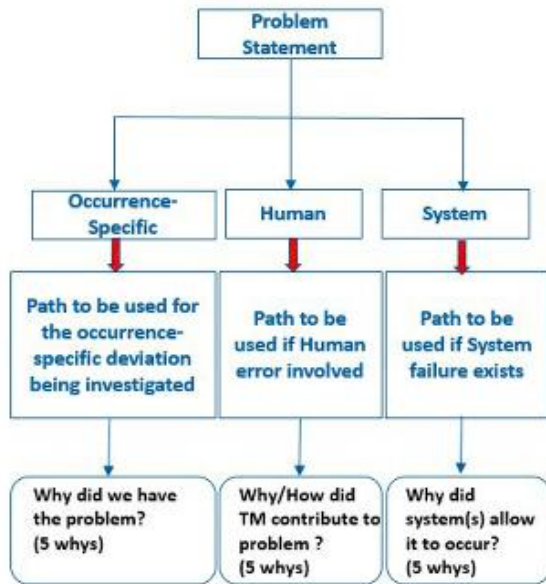 Problem
Statement
Occurrence-
Specific
Human
System
Path to be used for
the occurrence-
specific deviation
being investigated
Path to be
used if Human
error involved
Path to be
used if System
failure exists
Why did we have
the problem?
(5 whys)
Why/How did
TM contribute to
problem ?
(5 whys)
Why did
system(s) allow
it to occur?
(5 whys)